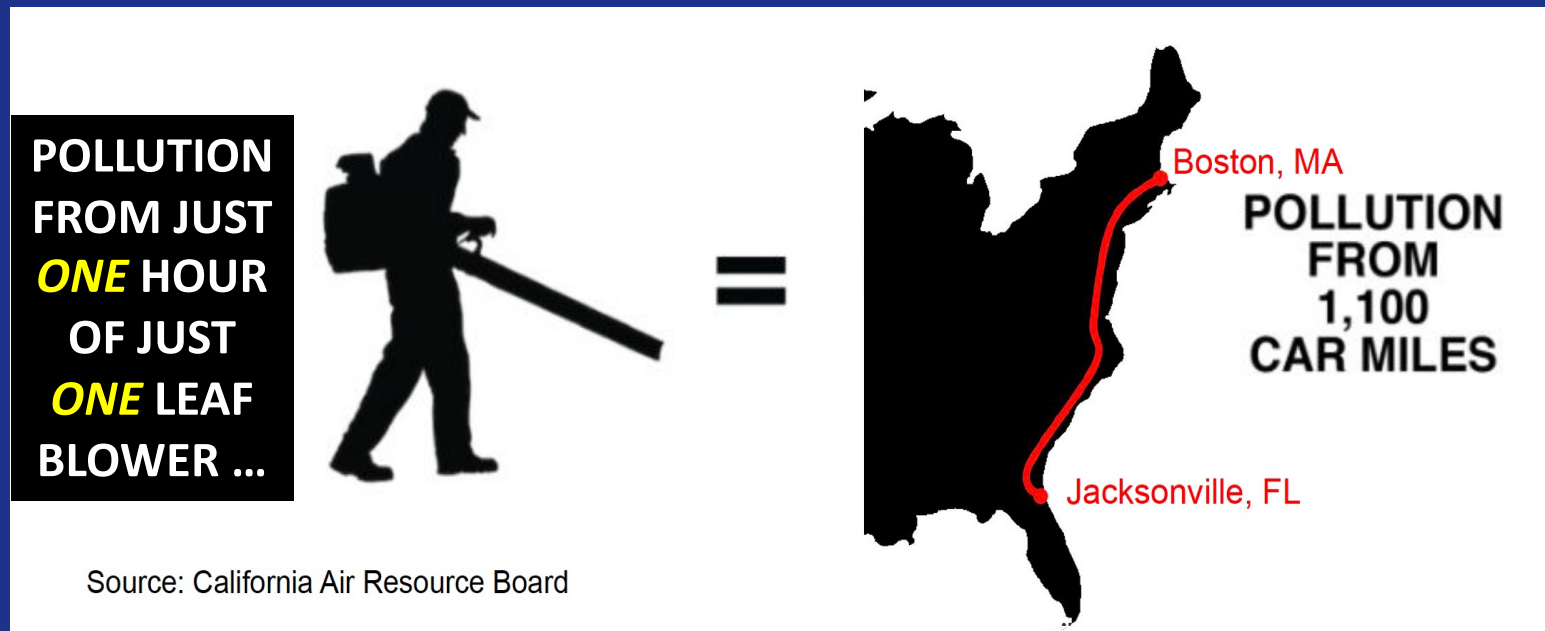 POLLUTION
FROM JUST
ONE HOUR
OF JUST
ONE LEAF
BLOWER ...
Boston, MA
POLLUTION
FROM
1,100
CAR MILES
Jacksonville, FL
Source: California Air Resource Board